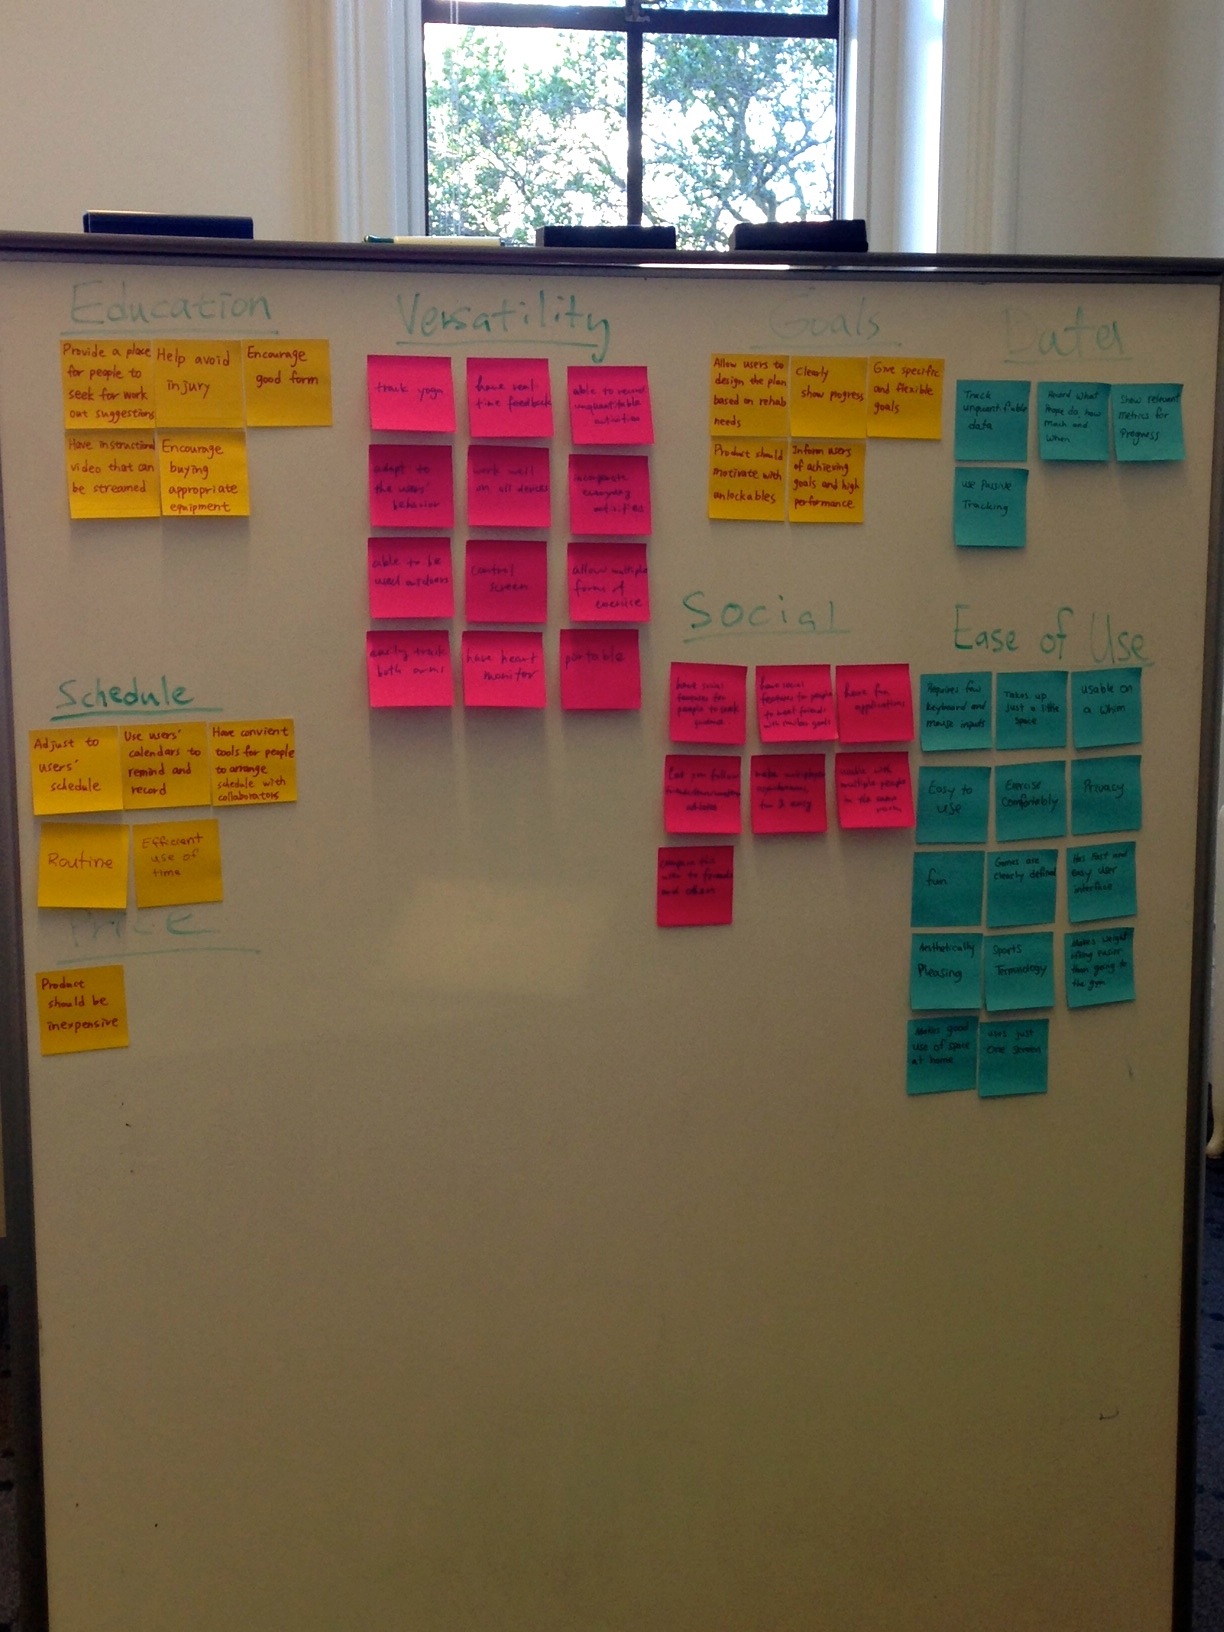 Education
Provide a place
for people to
seek for work
out suggestions
Help avoid
injury
Encourage
good form
Have instructional
video that can
be streamed
Encourage
buying
appropriate
equipment
Versatility
track yoga
have real
time feedback
able to record
unquantifiable
activities
adapt to
the users'
behavior
work well
on all devices
incorporate
everyday
activities
able to be
used outdoors
control
screen
allow multiple
forms of
exercise
easily track
both arms
have heart
monitor
portable
Goals
Allow users to
design the plan
based on rehab
needs
Clearly
show progress
Give specific
and flexible
goals
Product should
motivate with
unlockables
Inform users
of achieving
goals and high
performance
Data
Track
unquantifiable
data
Record what
people do, how
much and
when
Show relevant
metrics for
Progress
use Passive
Tracking
Schedule
Adjust to
users'
schedule
Use users'
calendars to
remind and
record
Have convient
tools for people
to arrange
schedule with
collaborators
Routine
Efficient
use of
time
Price
Product
should be
inexpensive
Social
have social
features for
people to seek
guidance
have social
features for people
to meet friends
with similar goals
have fun
applications
Let you follow
make multiplayer
fun & easy
usable with
multiple people
in the same
to friends
and others
Ease of Use
Requires few
keyboard and
mouse inputs
Takes up
just a little
space
usable on
a whim
Easy to
use
Exercise
Comfortably
Privacy
fun
Games are
clearly defined
Has fast and
easy user
interface
Aesthetically
Pleasing
Sports
Terminology
Makes weight
lifting easier
than going to
the gym
Makes good
use of space
at home
Uses just
One screen